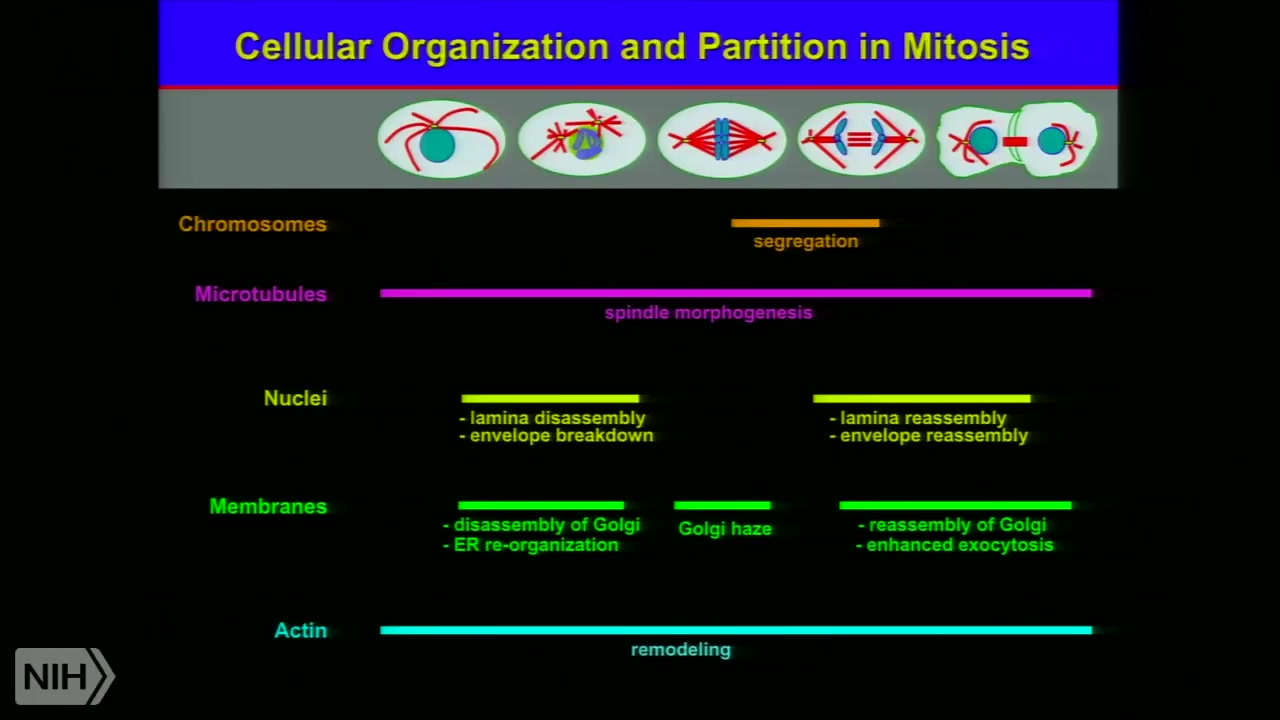 Cellular Organization and Partition in Mitosis
Chromosomes
segregation
Microtubules
spindle morphogenesis
Nuclei
- lamina disassembly
- envelope breakdown
- lamina reassembly
- envelope reassembly
Membranes
- disassembly of Golgi
- ER re-organization
Golgi haze
- reassembly of Golgi
- enhanced exocytosis
Actin
remodeling
NIH